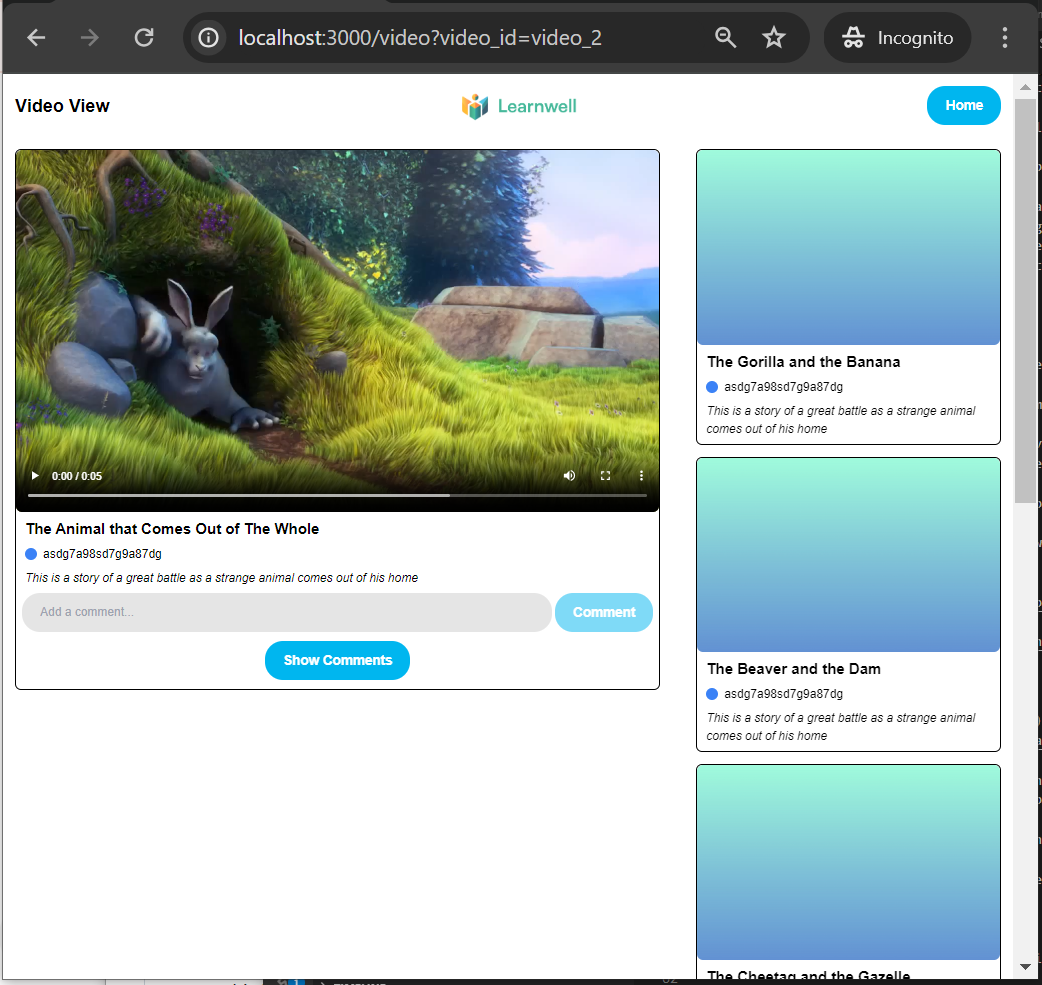 localhost:3000/video?video_id=video_2
Incognito
Video View
Learnwell
Home
0:00 / 0:05
The Animal that Comes Out of The Whole
asdg7a98sd7g9a87dg
This is a story of a great battle as a strange animal comes out of his home
Add a comment...
Comment
Show Comments
The Gorilla and the Banana
asdg7a98sd7g9a87dg
This is a story of a great battle as a strange animal
comes out of his home
The Beaver and the Dam
asdg7a98sd7g9a87dg
This is a story of a great battle as a strange animal
comes out of his home
The Cheetag and the Gazelle